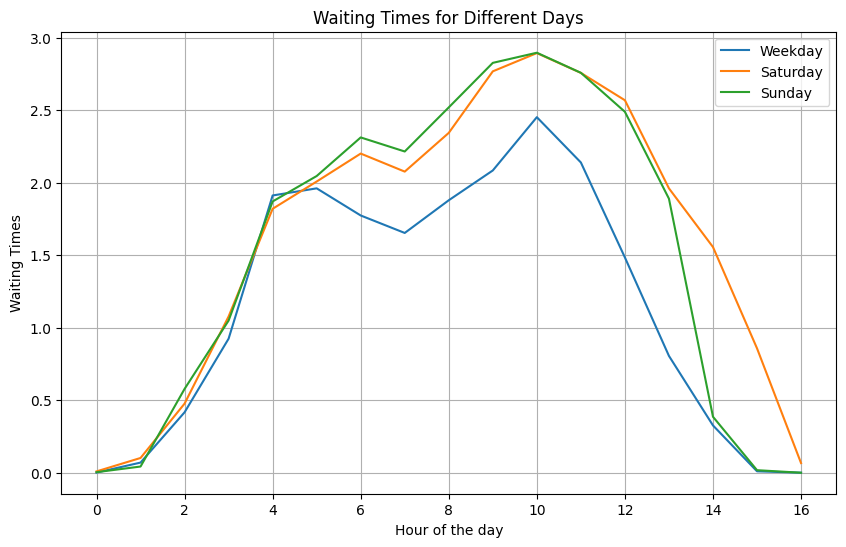 Waiting Times for Different Days
3.0
2.5
2.0
1.5
1.0
0.5
0.0
Waiting Times
Weekday
Saturday
Sunday
0 2 4 6 8 10 12 14 16
Hour of the day